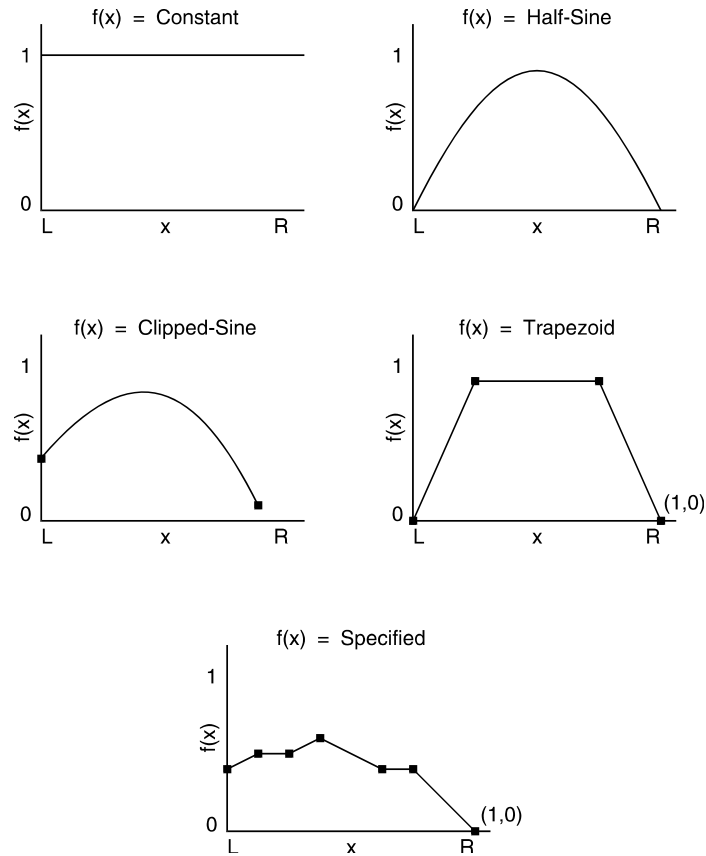 f(x) = Constant
1
f(x)
0
L x R
f(x) = Half-Sine
1
f(x)
0
L x R
f(x) = Clipped-Sine
1
f(x)
0
L x R
f(x) = Trapezoid
1
f(x)
0
(1,0)
L x R
f(x) = Specified
1
f(x)
0
(1,0)
L x R